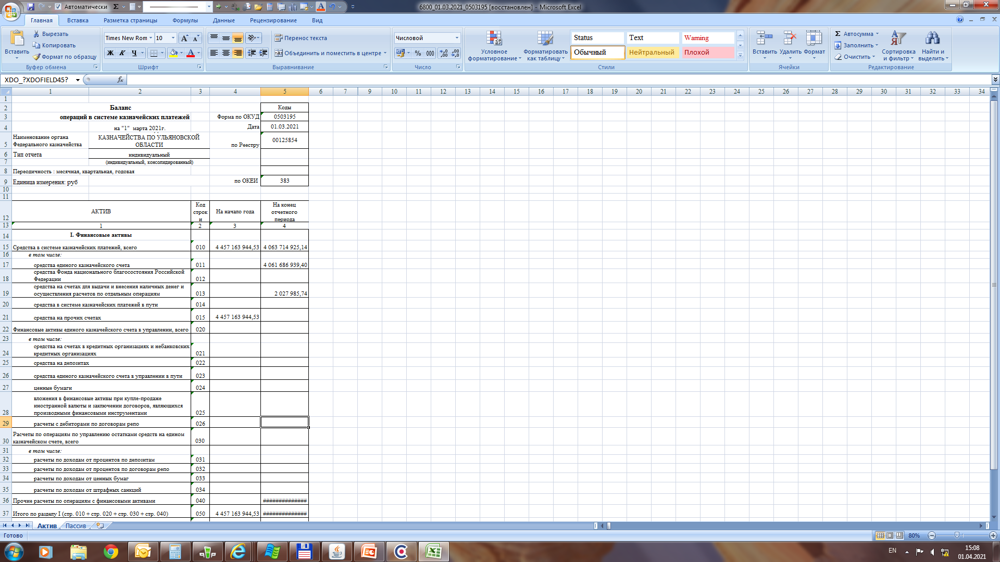 Автоматически
6800_01.03.2021_0503195 [восстановлен] - Microsoft Excel
Главная Вставка Разметка страницы Формулы Данные Рецензирование Вид
Вставить
Вырезать
Копировать
Формат по образцу
Буфер обмена
Times New Rom 10
Ж К Ч
Шрифт
Перенос текста
Объединить и поместить в центре
Выравнивание
Числовой
% 000
Число
Условное форматирование
Форматировать как таблицу
Status Text Warning
Обычный Нейтральный Плохой
Стили
Вставить Удалить Формат
Ячейки
Σ Автосумма
Заполнить
Очистить
Сортировка и фильтр
Найти и выделить
Редактирование
XDO_?XDOFIELD45? fx
1 2 3 4 5 6 7 9 10 11 12 13 14 15 16 17 18 19 20 21 22 23 24 25 26 27 28 29 30 31 32 33 34
1
2 Баланс Коды
3 операций в системе казначейских платежей Форма по ОКУД 0503195
4 на "1" марта 2021г. Дата 01.03.2021
5 Наименование органа Федерального казначейства КАЗНАЧЕЙСТВА ПО УЛЬЯНОВСКОЙ ОБЛАСТИ по Реестру 00125854
6 Тип отчета индивидуальный
7 (индивидуальный, консолидированный)
8 Переодичность : месячная, квартальная, годовая
9 Единица измерения: руб по ОКЕИ 383
10
11
12 АКТИВ Код строки На начало года На конец отчетного периода
13 1 2 3 4
14 I. Финансовые активы
15 Средства в системе казначейских платежей, всего 010 4 457 163 944,53 4 063 714 925,14
16 в том числе:
17 средства единого казначейского счета 011 4 061 686 939,40
18 средства Фонда национального благосостояния Российской Федерации 012
19 средства на счетах для выдачи и внесения наличных денег и осуществления расчетов по отдельным операциям 013 2 027 985,74
20 средства в системе казначейских платежей в пути 014
21 средства на прочих счетах 015 4 457 163 944,53
22 Финансовые активы единого казначейского счета в управлении, всего 020
23 в том числе:
24 средства на счетах в кредитных организациях и небанковских кредитных организациях 021
25 средства на депозитах 022
26 средства единого казначейского счета в управлении в пути 023
27 ценные бумаги 024
28 вложения в финансовые активы при купле-продаже иностранной валюты и заключении договоров, являющихся производными финансовыми инструментами 025
29 расчеты с дебиторами по договорам репо 026
30 Расчеты по операциям по управлению остатками средств на едином казначейском счете, всего 030
31 в том числе:
32 расчеты по доходам от процентов по депозитам 031
33 расчеты по доходам от процентов по договорам репо 032
34 расчеты по доходам от ценных бумаг 033
35 расчеты по доходам от штрафных санкций 034
36 Прочие расчеты по операциям с финансовыми активами 040 ##############
37 Итого по разделу I (стр. 010 + стр. 020 + стр. 030 + стр. 040) 050 4 457 163 944,53 ##############
Актив Пассив
Готово 80%
EN 15:08
01.04.2021